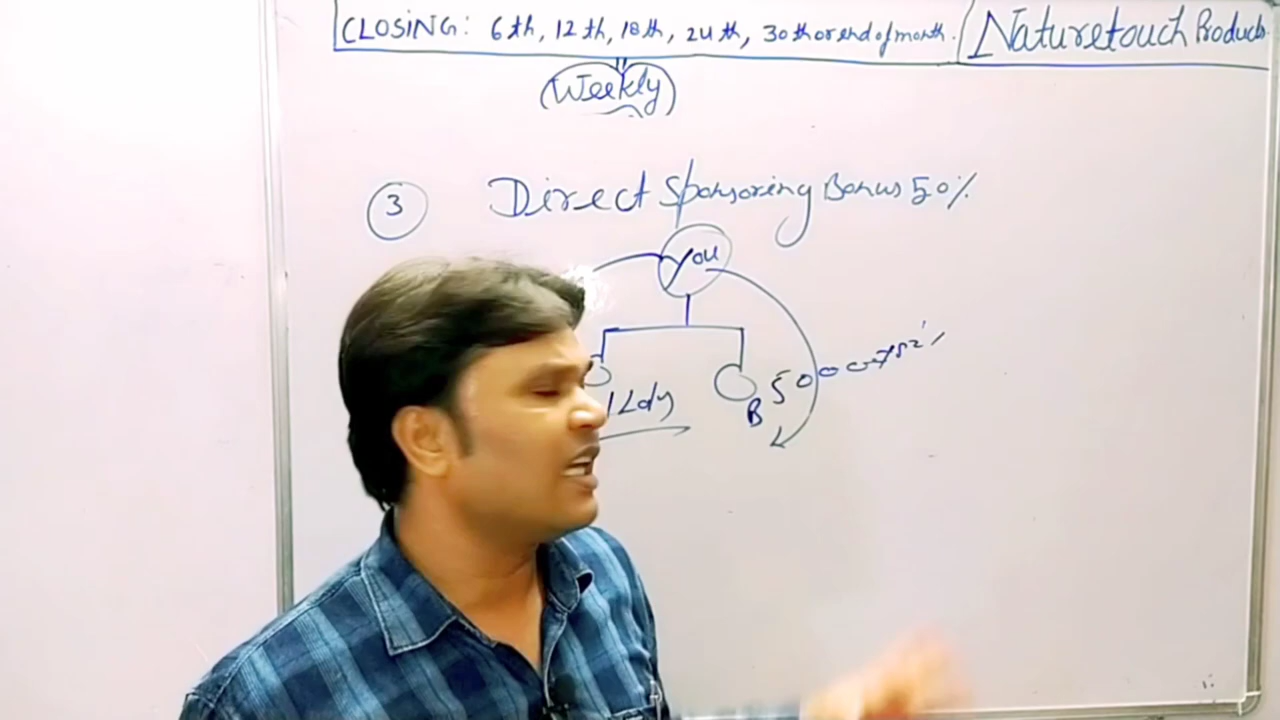 CLOSING: 6th, 12th, 18th, 24th, 30th or end of month.
Naturetouch Products
(Weekly)
3
Direct Sponsoring Bonus 50%
You
B